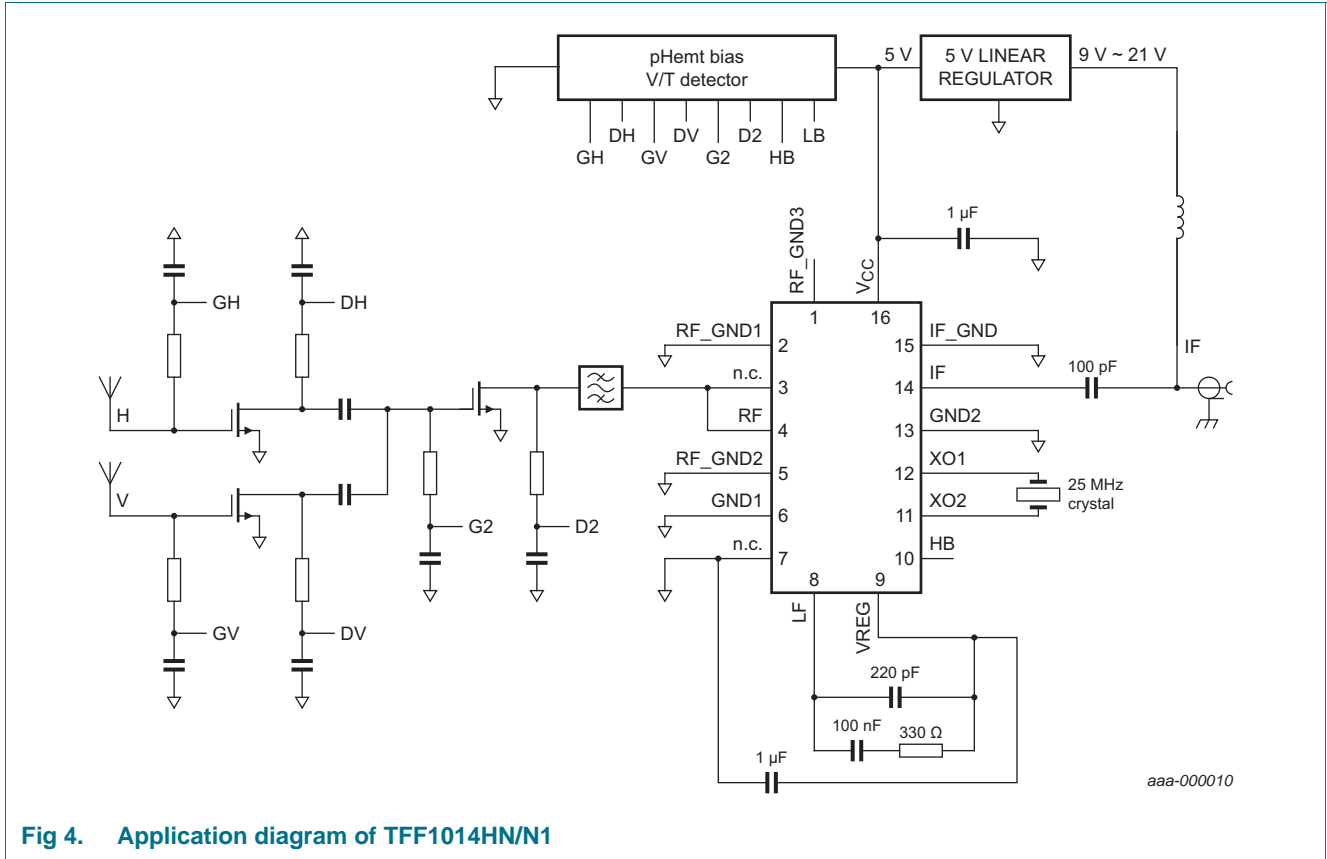 pHemt bias
V/T detector
5 V
5 V LINEAR
REGULATOR
9 V ~ 21 V
GH
DH
GV
DV
G2
D2
HB
LB
1 µF
RF_GND3
VCC
GH
DH
1
16
RF_GND1
2
15
IF_GND
IF
n.c.
3
14
IF
100 pF
H
RF
4
13
GND2
RF_GND2
5
12
XO1
25 MHz
crystal
V
GND1
6
11
XO2
G2
D2
n.c.
7
10
HB
8
9
LF
VREG
GV
DV
220 pF
100 nF
330 Ω
1 µF
aaa-000010
Fig 4. Application diagram of TFF1014HN/N1